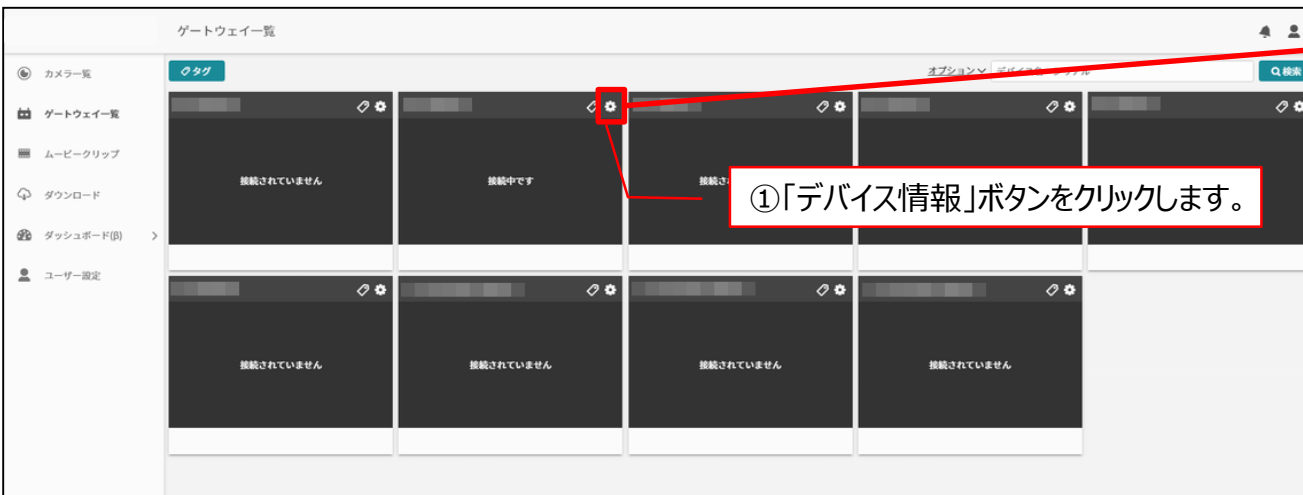 ゲートウェイ一覧
カメラ一覧
タグ
オプション
検索
ゲートウェイ一覧
ムービークリップ
ダウンロード
ダッシュボード(β)
ユーザー設定
接続されていません
接続中です
接続さ
①「デバイス情報」ボタンをクリックします。
接続されていません
接続されていません
接続されていません
接続されていません